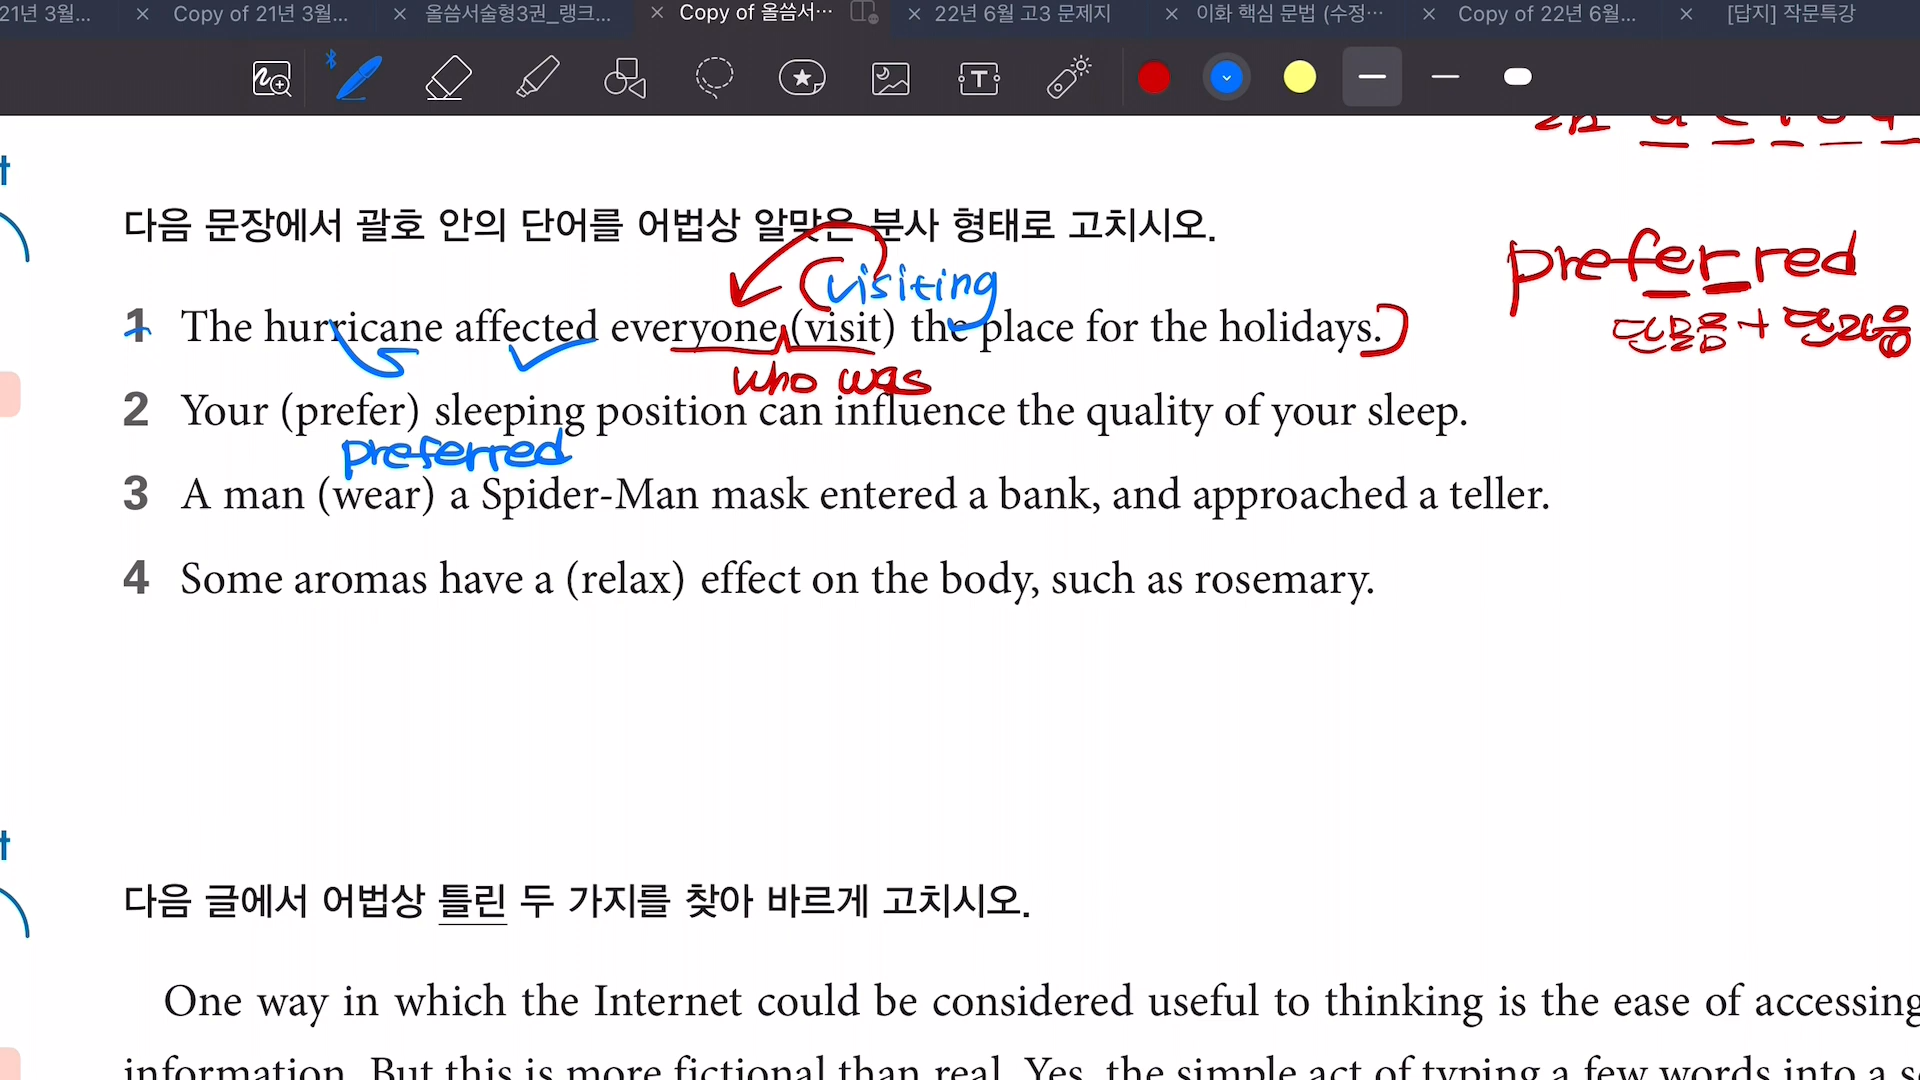 21년 3월... × Copy of 21년 3월... × 올씀서술형3권_랭크... × Copy of 올씀서... × 22년 6월 고3 문제지 × 이화 핵심 문법 (수정... × Copy of 22년 6월... × [답지] 작문특강
다음 문장에서 괄호 안의 단어를 어법상 알맞은 분사 형태로 고치시오.
preferred
visiting
1 The hurricane affected everyone (visit) the place for the holidays.
단모음 + 단자음
who was
2 Your (prefer) sleeping position can influence the quality of your sleep.
preferred
3 A man (wear) a Spider-Man mask entered a bank, and approached a teller.
4 Some aromas have a (relax) effect on the body, such as rosemary.
다음 글에서 어법상 틀린 두 가지를 찾아 바르게 고치시오.
One way in which the Internet could be considered useful to thinking is the ease of accessing
information. But this is more fictional than real. Yes, the simple act of typing a few words into a